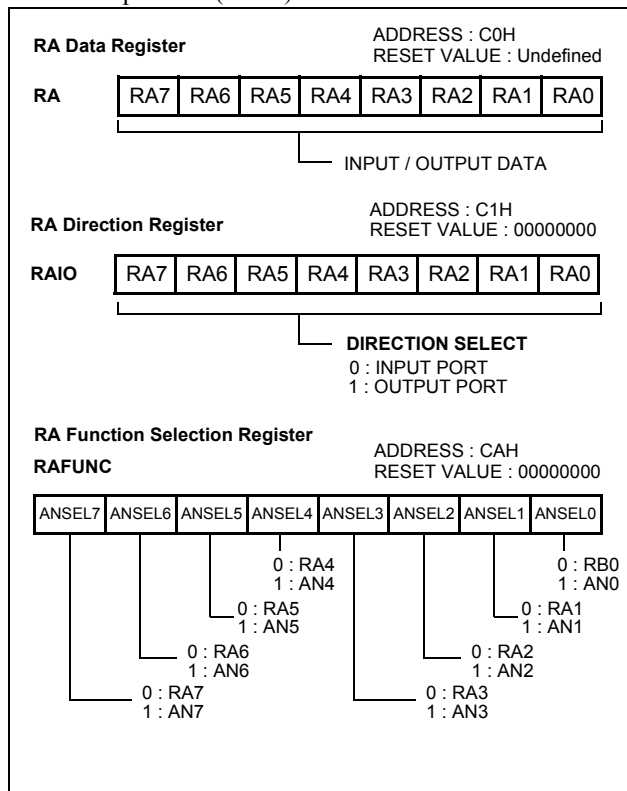 RA Data Register
ADDRESS : C0H
RESET VALUE : Undefined
RA
RA7 RA6 RA5 RA4 RA3 RA2 RA1 RA0
INPUT / OUTPUT DATA
RA Direction Register
ADDRESS : C1H
RESET VALUE : 00000000
RAIO
RA7 RA6 RA5 RA4 RA3 RA2 RA1 RA0
DIRECTION SELECT
0 : INPUT PORT
1 : OUTPUT PORT
RA Function Selection Register
RAFUNC
ADDRESS : CAH
RESET VALUE : 00000000
ANSEL7 ANSEL6 ANSEL5 ANSEL4 ANSEL3 ANSEL2 ANSEL1 ANSEL0
0 : RA4 0 : RB0
1 : AN4 1 : AN0
0 : RA5 0 : RA1
1 : AN5 1 : AN1
0 : RA6 0 : RA2
1 : AN6 1 : AN2
0 : RA7 0 : RA3
1 : AN7 1 : AN3